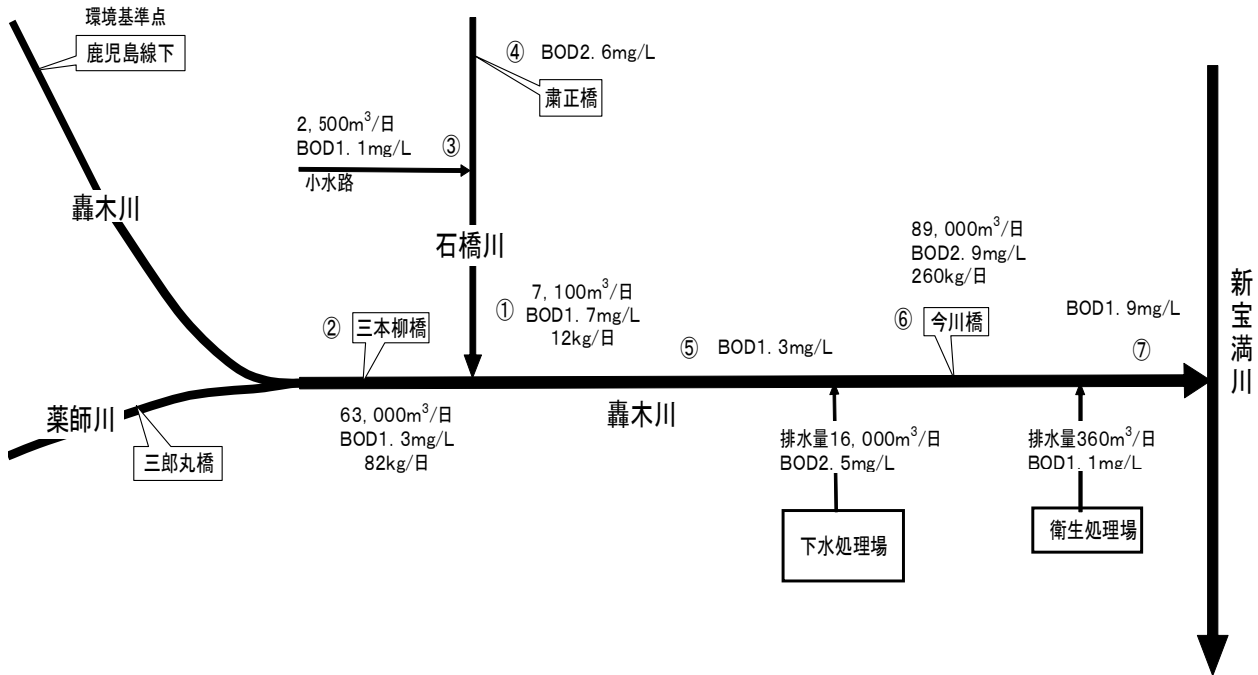 環境基準点
鹿児島線下
④ BOD2.6mg/L
粛正橋
2,500m³/日
BOD1.1mg/L
③
小水路
轟木川
石橋川
89,000m³/日
BOD2.9mg/L
260kg/日
新宝満川
① 7,100m³/日
BOD1.7mg/L
12kg/日
② 三本柳橋
⑤ BOD1.3mg/L
⑥ 今川橋
BOD1.9mg/L
⑦
薬師川
三郎丸橋
63,000m³/日
BOD1.3mg/L
82kg/日
轟木川
排水量16,000m³/日
BOD2.5mg/L
排水量360m³/日
BOD1.1mg/L
下水処理場
衛生処理場